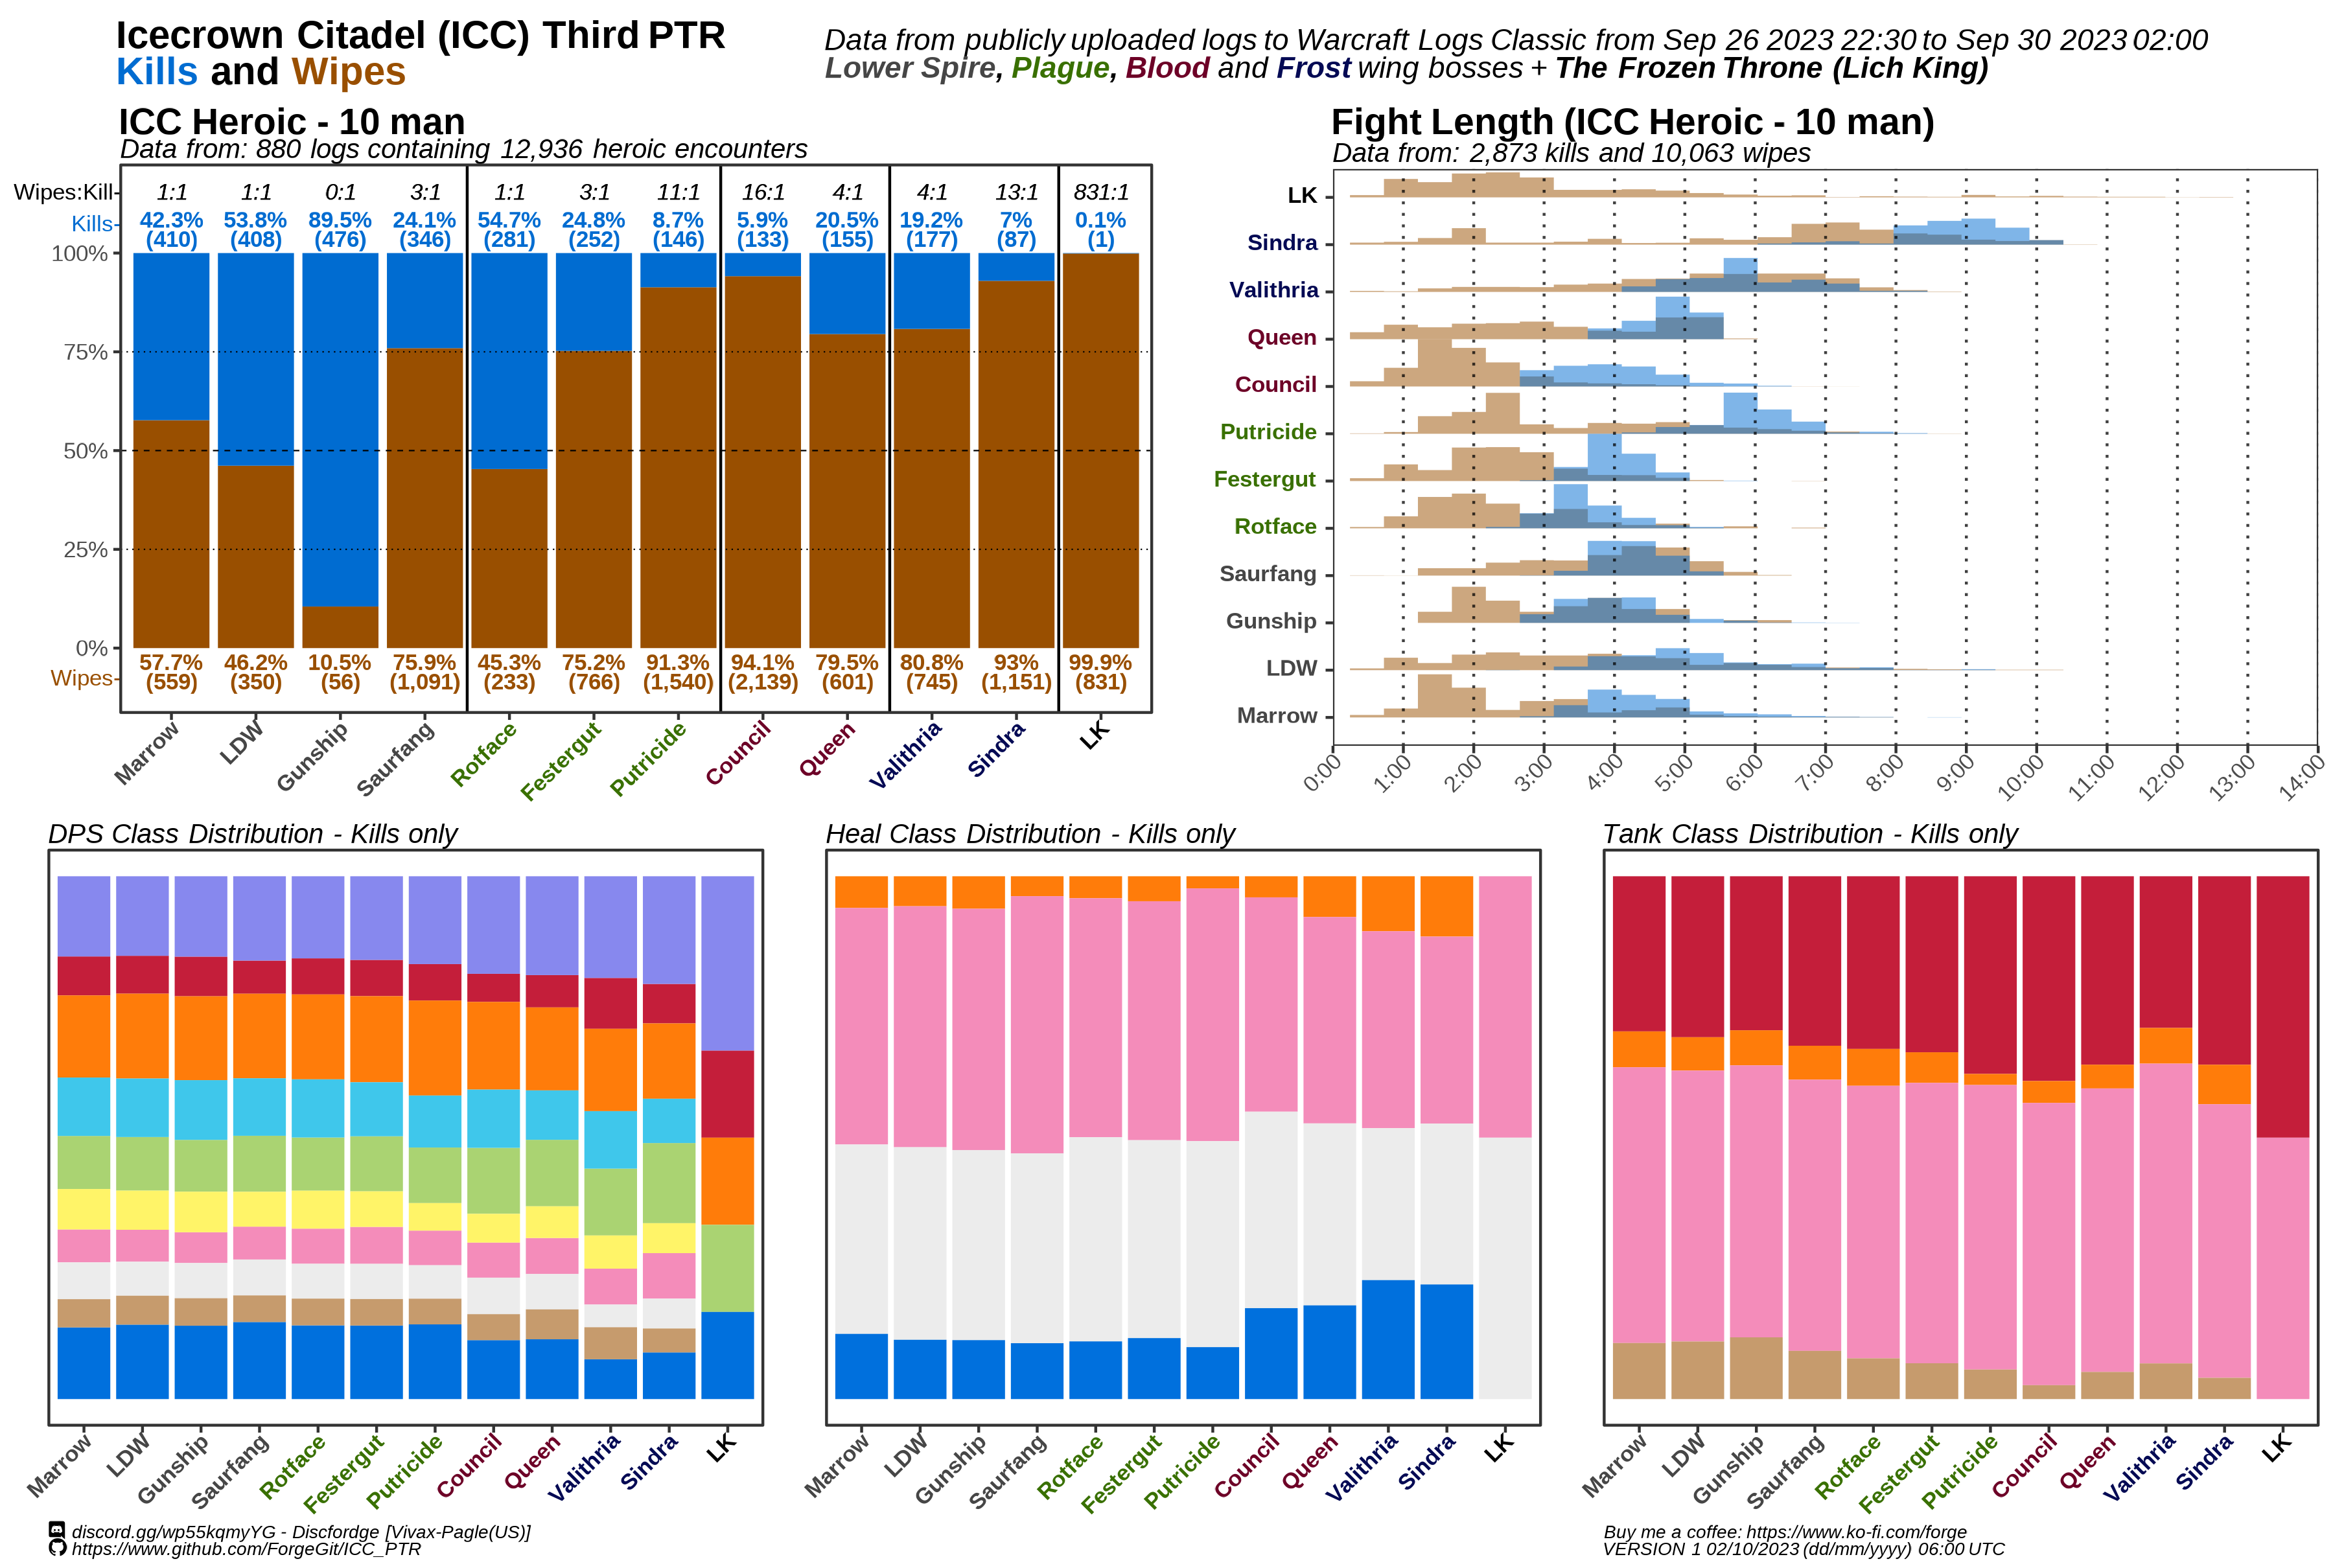 Icecrown Citadel (ICC) Third PTR
Kills and Wipes
Data from publicly uploaded logs to Warcraft Logs Classic from Sep 26 2023 22:30 to Sep 30 2023 02:00
Lower Spire, Plague, Blood and Frost wing bosses + The Frozen Throne (Lich King)
ICC Heroic - 10 man
Data from: 880 logs containing 12,936 heroic encounters
Wipes:Kill 1:1 1:1 0:1 3:1 1:1 3:1 11:1 16:1 4:1 4:1 13:1 831:1
Kills 42.3% 53.8% 89.5% 24.1% 54.7% 24.8% 8.7% 5.9% 20.5% 19.2% 7% 0.1%
(410) (408) (476) (346) (281) (252) (146) (133) (155) (177) (87) (1)
100%
75%
50%
25%
0%
Wipes 57.7% 46.2% 10.5% 75.9% 45.3% 75.2% 91.3% 94.1% 79.5% 80.8% 93% 99.9%
(559) (350) (56) (1,091) (233) (766) (1,540) (2,139) (601) (745) (1,151) (831)
Marrow LDW Gunship Saurfang Rotface Festergut Putricide Council Queen Valithria Sindra LK
Fight Length (ICC Heroic - 10 man)
Data from: 2,873 kills and 10,063 wipes
LK
Sindra
Valithria
Queen
Council
Putricide
Festergut
Rotface
Saurfang
Gunship
LDW
Marrow
0:00 1:00 2:00 3:00 4:00 5:00 6:00 7:00 8:00 9:00 10:00 11:00 12:00 13:00 14:00
DPS Class Distribution - Kills only
Marrow LDW Gunship Saurfang Rotface Festergut Putricide Council Queen Valithria Sindra LK
Heal Class Distribution - Kills only
Marrow LDW Gunship Saurfang Rotface Festergut Putricide Council Queen Valithria Sindra LK
Tank Class Distribution - Kills only
Marrow LDW Gunship Saurfang Rotface Festergut Putricide Council Queen Valithria Sindra LK
discord.gg/wp55kqmyYG - Discfordge [Vivax-Pagle(US)]
https://www.github.com/ForgeGit/ICC_PTR
Buy me a coffee: https://www.ko-fi.com/forge
VERSION 1 02/10/2023 (dd/mm/yyyy) 06:00 UTC